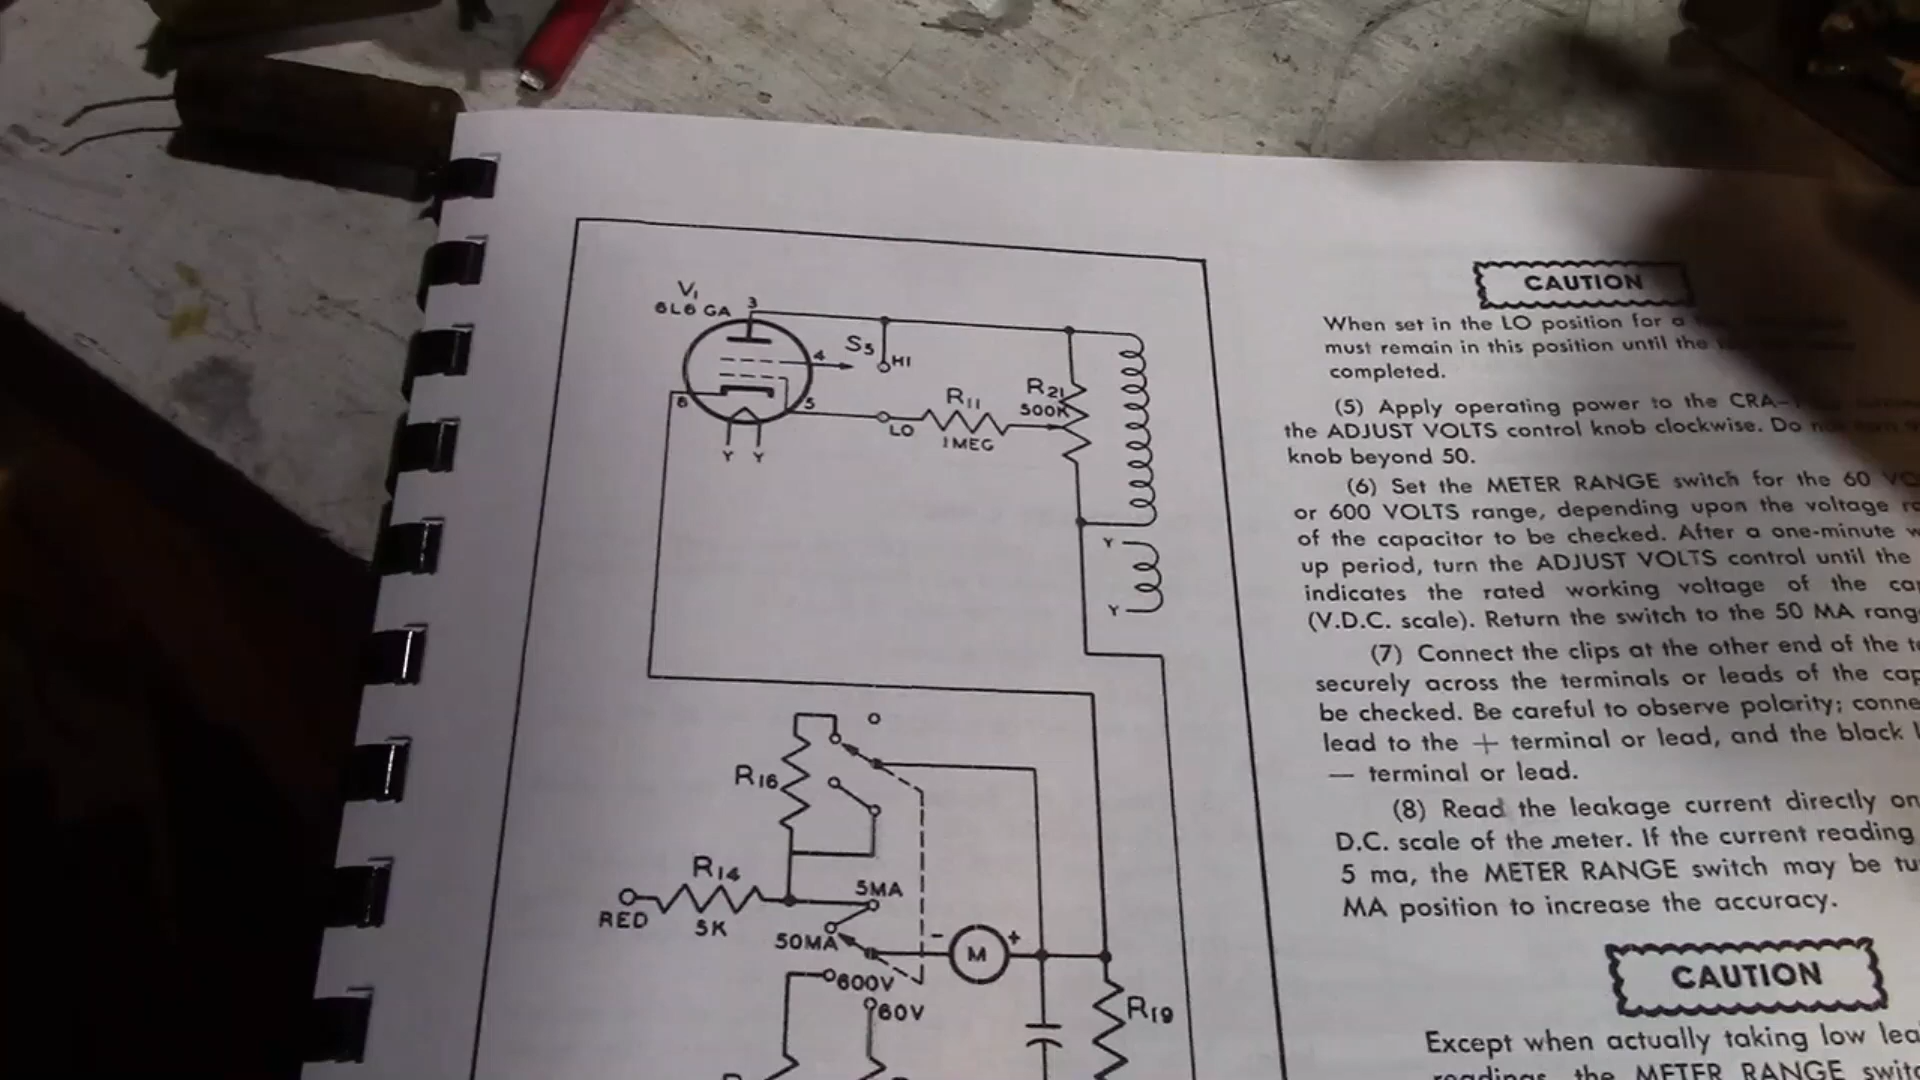 V1
6L6 GA
3
4
S3
HI
R11
R21
500K
6
5
LO
1 MEG
Y Y
Y
Y
R16
R14
5MA
RED
5K
50MA
-
M
+
600V
60V
R19
CAUTION
When set in the LO position for a
must remain in this position until the
completed.
(5) Apply operating power to the CRA-
the ADJUST VOLTS control knob clockwise. Do
knob beyond 50.
(6) Set the METER RANGE switch for the 60
or 600 VOLTS range, depending upon the voltage
of the capacitor to be checked. After a one-minute
up period, turn the ADJUST VOLTS control until the
indicates the rated working voltage of the
(V.D.C. scale). Return the switch to the 50 MA
(7) Connect the clips at the other end of the
securely across the terminals or leads of the
be checked. Be careful to observe polarity;
lead to the + terminal or lead, and the black
— terminal or lead.
(8) Read the leakage current directly on
D.C. scale of the meter. If the current reading
5 ma, the METER RANGE switch may be
MA position to increase the accuracy.
CAUTION
Except when actually taking low
readings, the METER RANGE